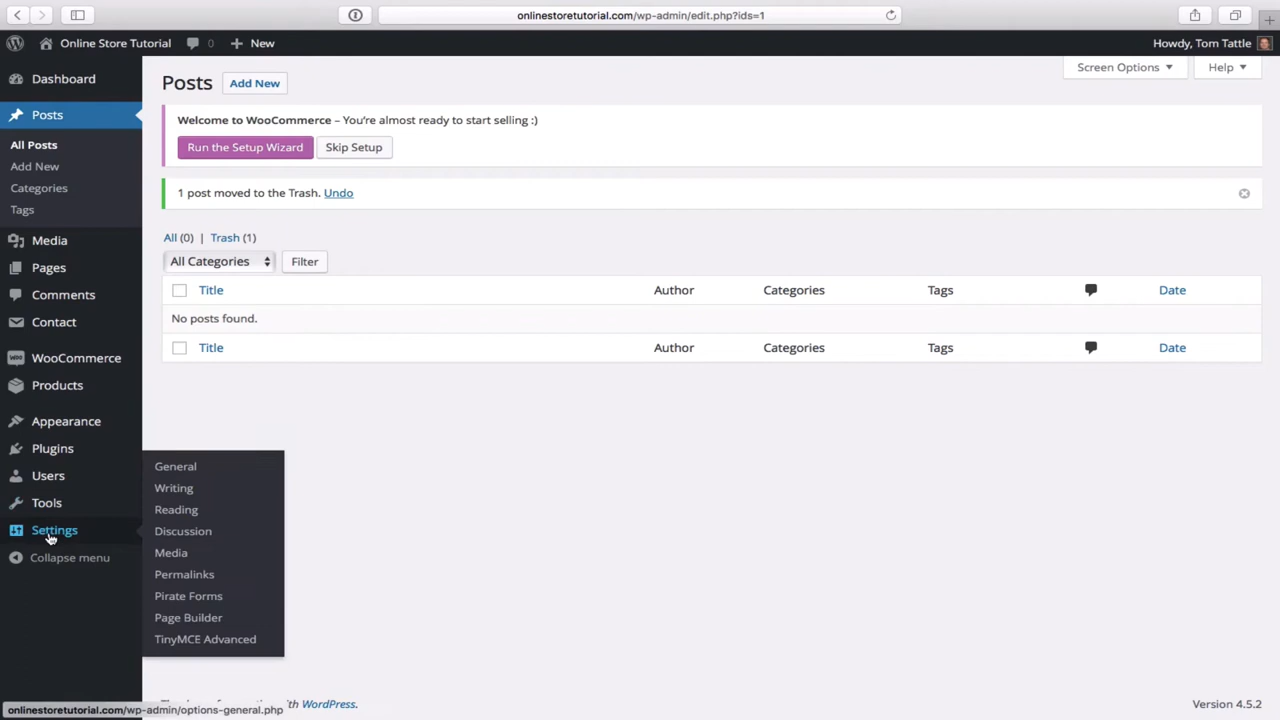 onlinestoretutorial.com/wp-admin/edit.php?ids=1
Online Store Tutorial 0 New Howdy, Tom Tattle
Dashboard
Posts
All Posts
Add New
Categories
Tags
Media
Pages
Comments
Contact
WooCommerce
Products
Appearance
Plugins
Users
Tools
Settings
Collapse menu
General
Writing
Reading
Discussion
Media
Permalinks
Pirate Forms
Page Builder
TinyMCE Advanced
Screen Options Help
Posts Add New
Welcome to WooCommerce – You're almost ready to start selling :)
Run the Setup Wizard Skip Setup
1 post moved to the Trash. Undo
All (0) | Trash (1)
All Categories Filter
Title Author Categories Tags Date
No posts found.
Title Author Categories Tags Date
onlinestoretutorial.com/wp-admin/options-general.php with WordPress. Version 4.5.2